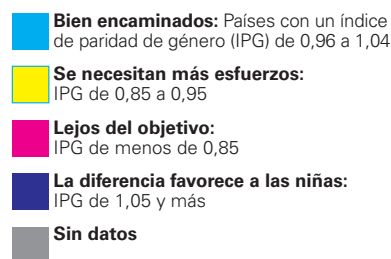 Bien encaminados: Países con un índice
de paridad de género (IPG) de 0,96 a 1,04
Se necesitan más esfuerzos:
IPG de 0,85 a 0,95
Lejos del objetivo:
IPG de menos de 0,85
La diferencia favorece a las niñas:
IPG de 1,05 y más
Sin datos